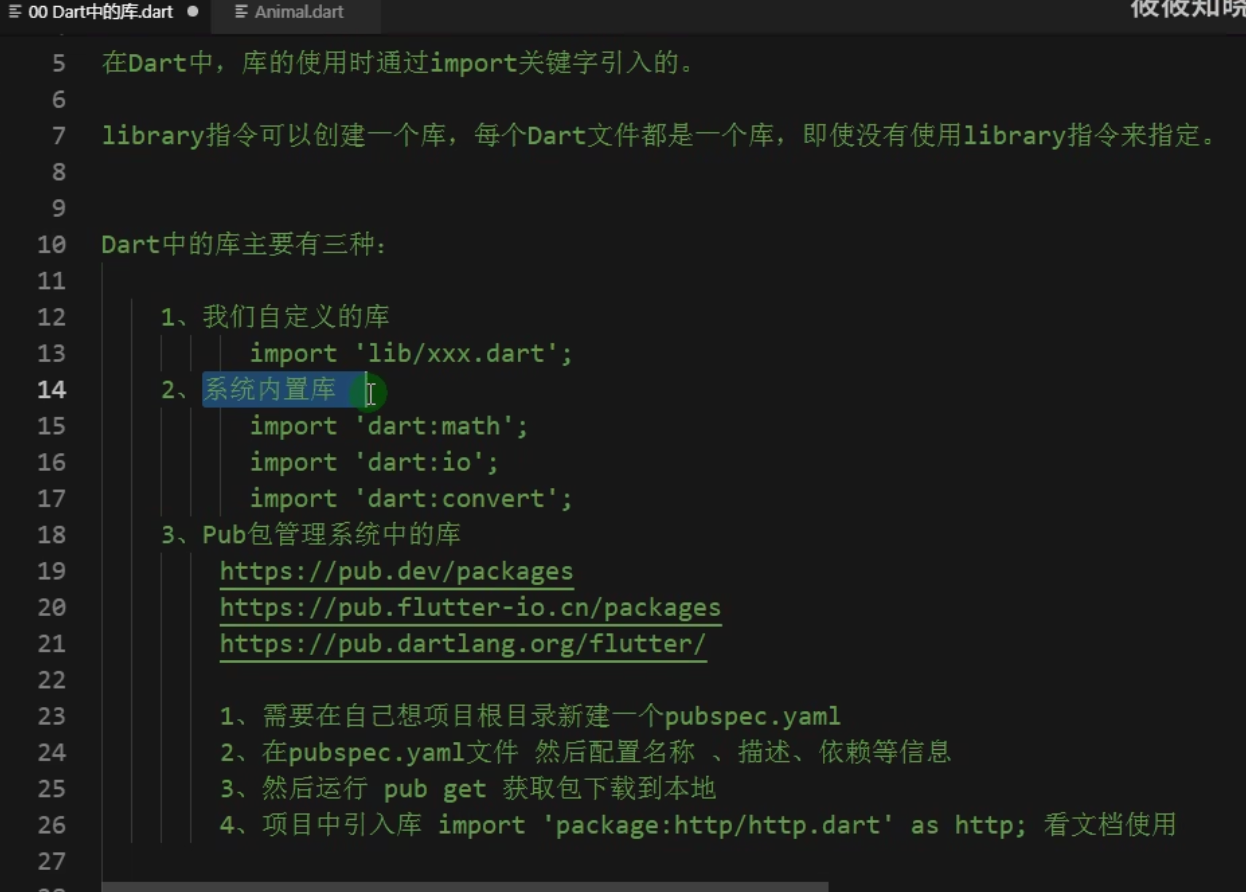 00 Dart中的库.dart
Animal.dart
5 在Dart中，库的使用时通过import关键字引入的。
6
7 library指令可以创建一个库，每个Dart文件都是一个库，即使没有使用library指令来指定。
8
9
10 Dart中的库主要有三种：
11
12 1、我们自定义的库
13 import 'lib/xxx.dart';
14 2、系统内置库
15 import 'dart:math';
16 import 'dart:io';
17 import 'dart:convert';
18 3、Pub包管理系统中的库
19 https://pub.dev/packages
20 https://pub.flutter-io.cn/packages
21 https://pub.dartlang.org/flutter/
22
23 1、需要在自己想项目根目录新建一个pubspec.yaml
24 2、在pubspec.yaml文件 然后配置名称 、描述、依赖等信息
25 3、然后运行 pub get 获取包下载到本地
26 4、项目中引入库 import 'package:http/http.dart' as http; 看文档使用
27